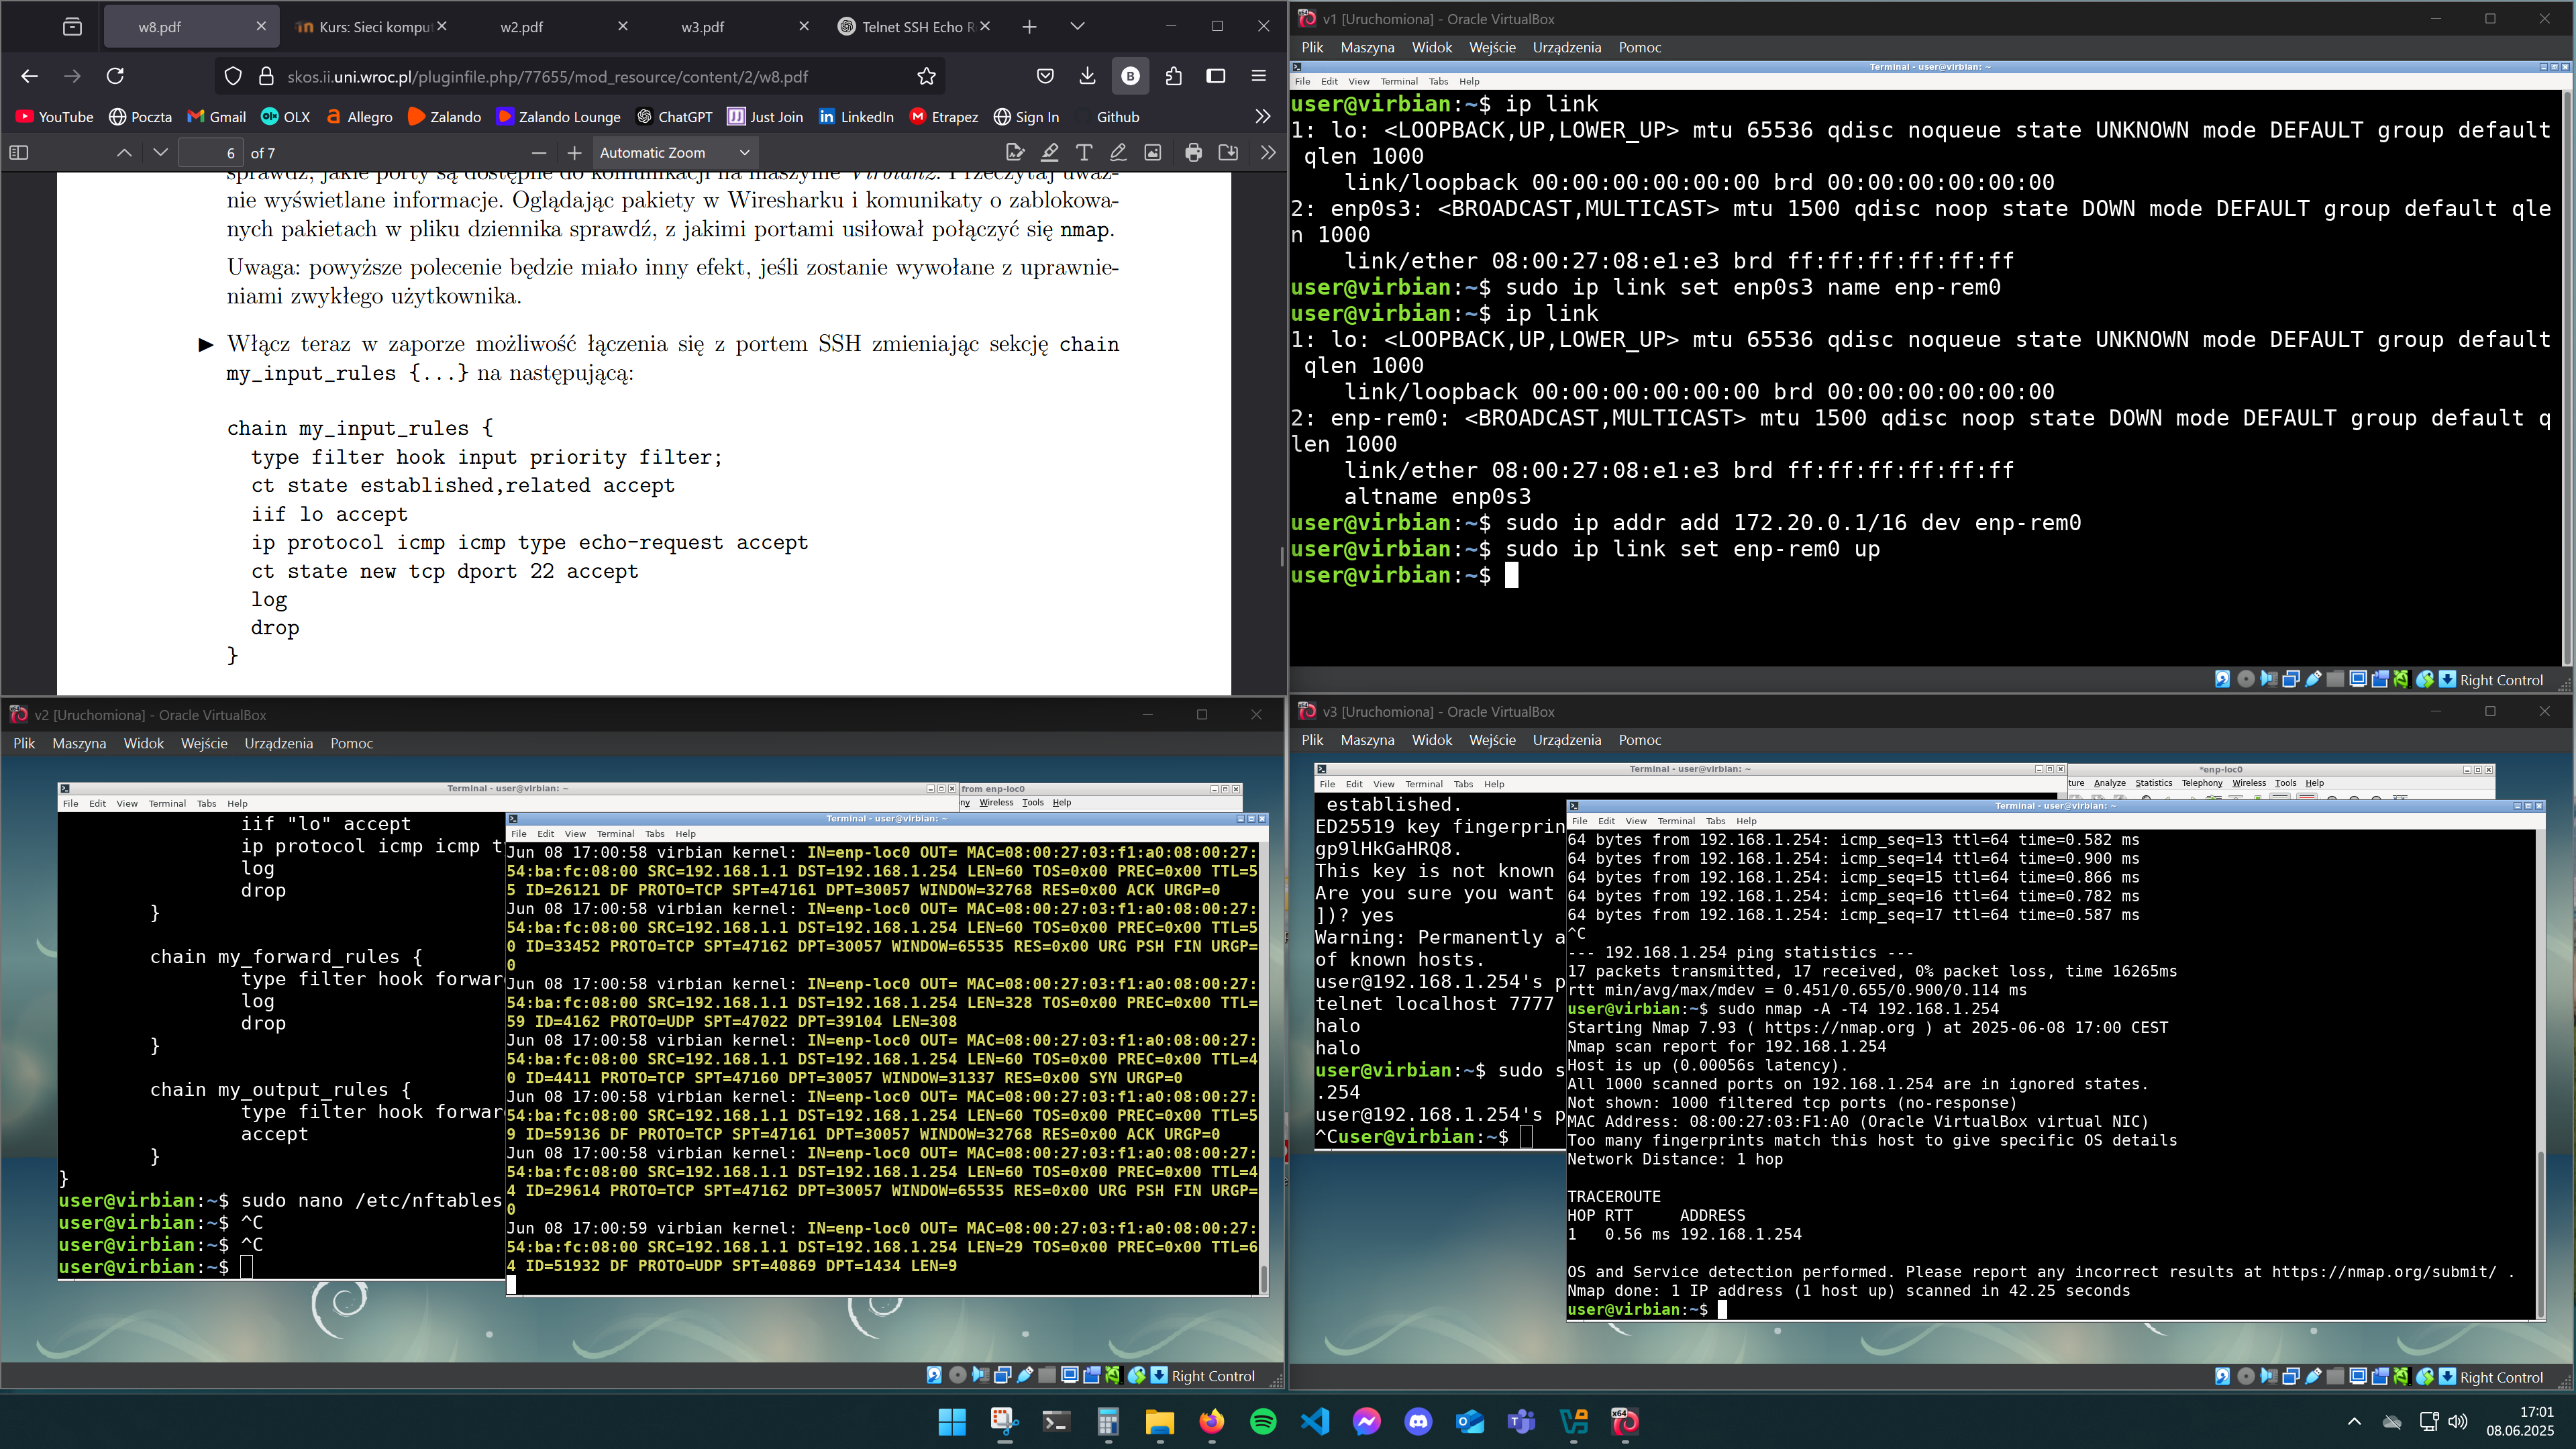 w8.pdf
Kurs: Sieci komput
w2.pdf
w3.pdf
Telnet SSH Echo R
skos.ii.uni.wroc.pl/pluginfile.php/77655/mod_resource/content/2/w8.pdf
B
YouTube Poczta Gmail OLX Allegro Zalando Zalando Lounge ChatGPT Just Join LinkedIn Etrapez Sign In Github
6 of 7 Automatic Zoom
sprawdź, jakie porty są dostępne do komunikacji na maszynie Virbian2. Przeczytaj uważ-
nie wyświetlane informacje. Oglądając pakiety w Wiresharku i komunikaty o zablokowa-
nych pakietach w pliku dziennika sprawdź, z jakimi portami usiłował połączyć się nmap.
Uwaga: powyższe polecenie będzie miało inny efekt, jeśli zostanie wywołane z uprawnie-
niami zwykłego użytkownika.
► Włącz teraz w zaporze możliwość łączenia się z portem SSH zmieniając sekcję chain
my_input_rules {...} na następującą:
chain my_input_rules {
type filter hook input priority filter;
ct state established,related accept
iif lo accept
ip protocol icmp icmp type echo-request accept
ct state new tcp dport 22 accept
log
drop
}
v1 [Uruchomiona] - Oracle VirtualBox
Plik Maszyna Widok Wejście Urządzenia Pomoc
Terminal - user@virbian: ~
File Edit View Terminal Tabs Help
user@virbian:~$ ip link
1: lo: <LOOPBACK,UP,LOWER_UP> mtu 65536 qdisc noqueue state UNKNOWN mode DEFAULT group default
qlen 1000
link/loopback 00:00:00:00:00:00 brd 00:00:00:00:00:00
2: enp0s3: <BROADCAST,MULTICAST> mtu 1500 qdisc noop state DOWN mode DEFAULT group default qle
n 1000
link/ether 08:00:27:08:e1:e3 brd ff:ff:ff:ff:ff:ff
user@virbian:~$ sudo ip link set enp0s3 name enp-rem0
user@virbian:~$ ip link
1: lo: <LOOPBACK,UP,LOWER_UP> mtu 65536 qdisc noqueue state UNKNOWN mode DEFAULT group default
qlen 1000
link/loopback 00:00:00:00:00:00 brd 00:00:00:00:00:00
2: enp-rem0: <BROADCAST,MULTICAST> mtu 1500 qdisc noop state DOWN mode DEFAULT group default q
len 1000
link/ether 08:00:27:08:e1:e3 brd ff:ff:ff:ff:ff:ff
altname enp0s3
user@virbian:~$ sudo ip addr add 172.20.0.1/16 dev enp-rem0
user@virbian:~$ sudo ip link set enp-rem0 up
user@virbian:~$
Right Control
v2 [Uruchomiona] - Oracle VirtualBox
Plik Maszyna Widok Wejście Urządzenia Pomoc
Terminal - user@virbian: ~
File Edit View Terminal Tabs Help
from enp-loc0
ny Wireless Tools Help
iif "lo" accept
ip protocol icmp icmp t
log
drop
}
chain my_forward_rules {
type filter hook forwar
log
drop
}
chain my_output_rules {
type filter hook forwar
accept
}
}
user@virbian:~$ sudo nano /etc/nftables
user@virbian:~$ ^C
user@virbian:~$ ^C
user@virbian:~$
Terminal - user@virbian: ~
File Edit View Terminal Tabs Help
Jun 08 17:00:58 virbian kernel: IN=enp-loc0 OUT= MAC=08:00:27:03:f1:a0:08:00:27:
54:ba:fc:08:00 SRC=192.168.1.1 DST=192.168.1.254 LEN=60 TOS=0x00 PREC=0x00 TTL=5
5 ID=26121 DF PROTO=TCP SPT=47161 DPT=30057 WINDOW=32768 RES=0x00 ACK URGP=0
Jun 08 17:00:58 virbian kernel: IN=enp-loc0 OUT= MAC=08:00:27:03:f1:a0:08:00:27:
54:ba:fc:08:00 SRC=192.168.1.1 DST=192.168.1.254 LEN=60 TOS=0x00 PREC=0x00 TTL=5
0 ID=33452 PROTO=TCP SPT=47162 DPT=30057 WINDOW=65535 RES=0x00 URG PSH FIN URGP=
0
Jun 08 17:00:58 virbian kernel: IN=enp-loc0 OUT= MAC=08:00:27:03:f1:a0:08:00:27:
54:ba:fc:08:00 SRC=192.168.1.1 DST=192.168.1.254 LEN=328 TOS=0x00 PREC=0x00 TTL=
59 ID=4162 PROTO=UDP SPT=47022 DPT=39104 LEN=308
Jun 08 17:00:58 virbian kernel: IN=enp-loc0 OUT= MAC=08:00:27:03:f1:a0:08:00:27:
54:ba:fc:08:00 SRC=192.168.1.1 DST=192.168.1.254 LEN=60 TOS=0x00 PREC=0x00 TTL=4
0 ID=4411 PROTO=TCP SPT=47160 DPT=30057 WINDOW=31337 RES=0x00 SYN URGP=0
Jun 08 17:00:58 virbian kernel: IN=enp-loc0 OUT= MAC=08:00:27:03:f1:a0:08:00:27:
54:ba:fc:08:00 SRC=192.168.1.1 DST=192.168.1.254 LEN=60 TOS=0x00 PREC=0x00 TTL=5
9 ID=59136 DF PROTO=TCP SPT=47161 DPT=30057 WINDOW=32768 RES=0x00 ACK URGP=0
Jun 08 17:00:58 virbian kernel: IN=enp-loc0 OUT= MAC=08:00:27:03:f1:a0:08:00:27:
54:ba:fc:08:00 SRC=192.168.1.1 DST=192.168.1.254 LEN=60 TOS=0x00 PREC=0x00 TTL=4
4 ID=29614 PROTO=TCP SPT=47162 DPT=30057 WINDOW=65535 RES=0x00 URG PSH FIN URGP=
0
Jun 08 17:00:59 virbian kernel: IN=enp-loc0 OUT= MAC=08:00:27:03:f1:a0:08:00:27:
54:ba:fc:08:00 SRC=192.168.1.1 DST=192.168.1.254 LEN=29 TOS=0x00 PREC=0x00 TTL=6
4 ID=51932 DF PROTO=UDP SPT=40869 DPT=1434 LEN=9
Right Control
v3 [Uruchomiona] - Oracle VirtualBox
Plik Maszyna Widok Wejście Urządzenia Pomoc
Terminal - user@virbian: ~
File Edit View Terminal Tabs Help
*enp-loc0
ture Analyze Statistics Telephony Wireless Tools Help
established.
ED25519 key fingerprin
gp9lHkGaHRQ8.
This key is not known
Are you sure you want
])? yes
Warning: Permanently a
of known hosts.
user@192.168.1.254's p
telnet localhost 7777
halo
halo
user@virbian:~$ sudo s
.254
user@192.168.1.254's p
^Cuser@virbian:~$
Terminal - user@virbian: ~
File Edit View Terminal Tabs Help
64 bytes from 192.168.1.254: icmp_seq=13 ttl=64 time=0.582 ms
64 bytes from 192.168.1.254: icmp_seq=14 ttl=64 time=0.900 ms
64 bytes from 192.168.1.254: icmp_seq=15 ttl=64 time=0.866 ms
64 bytes from 192.168.1.254: icmp_seq=16 ttl=64 time=0.782 ms
64 bytes from 192.168.1.254: icmp_seq=17 ttl=64 time=0.587 ms
^C
--- 192.168.1.254 ping statistics ---
17 packets transmitted, 17 received, 0% packet loss, time 16265ms
rtt min/avg/max/mdev = 0.451/0.655/0.900/0.114 ms
user@virbian:~$ sudo nmap -A -T4 192.168.1.254
Starting Nmap 7.93 ( https://nmap.org ) at 2025-06-08 17:00 CEST
Nmap scan report for 192.168.1.254
Host is up (0.00056s latency).
All 1000 scanned ports on 192.168.1.254 are in ignored states.
Not shown: 1000 filtered tcp ports (no-response)
MAC Address: 08:00:27:03:F1:A0 (Oracle VirtualBox virtual NIC)
Too many fingerprints match this host to give specific OS details
Network Distance: 1 hop
TRACEROUTE
HOP RTT ADDRESS
1 0.56 ms 192.168.1.254
OS and Service detection performed. Please report any incorrect results at https://nmap.org/submit/ .
Nmap done: 1 IP address (1 host up) scanned in 42.25 seconds
user@virbian:~$
Right Control
17:01
08.06.2025